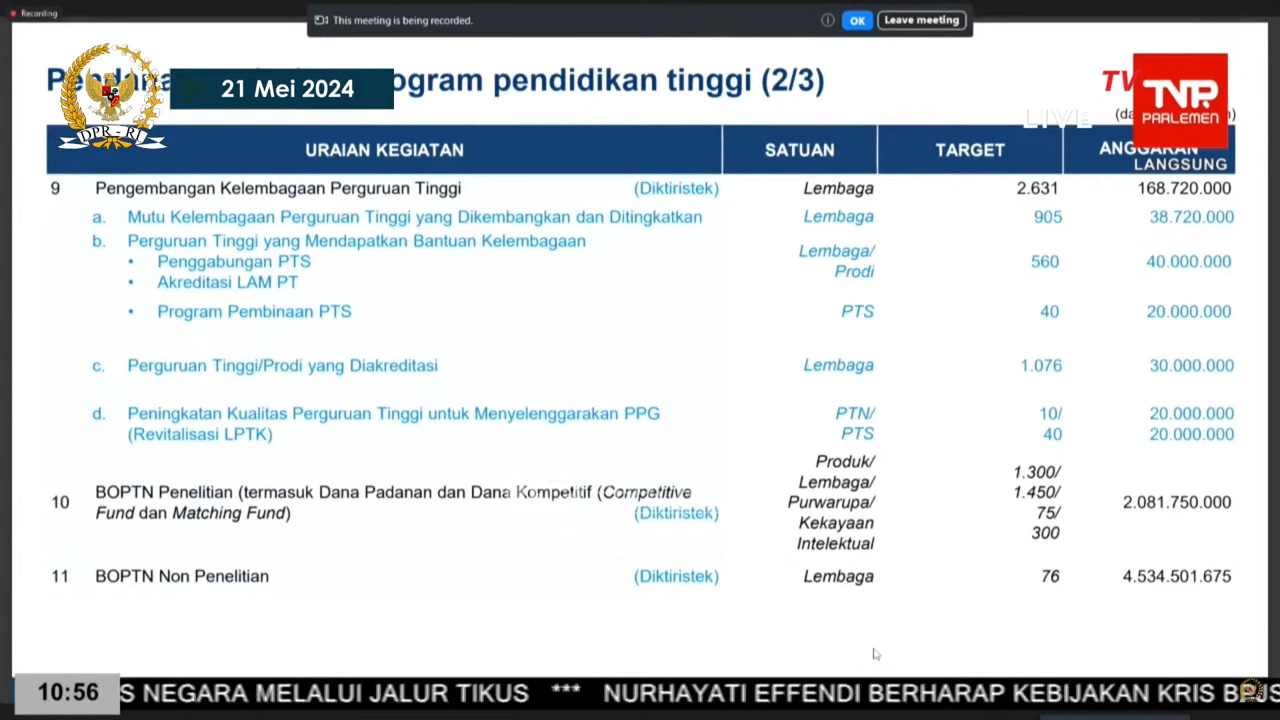 Recording
This meeting is being recorded.
OK
Leave meeting
21 Mei 2024
pendidikan tinggi (2/3)
DPR - RI
TV
TVR
PARLEMEN
LIVE
LANGSUNG
URAIAN KEGIATAN SATUAN TARGET ANGGARAN
9 Pengembangan Kelembagaan Perguruan Tinggi (Diktiristek) Lembaga 2.631 168.720.000
a. Mutu Kelembagaan Perguruan Tinggi yang Dikembangkan dan Ditingkatkan Lembaga 905 38.720.000
b. Perguruan Tinggi yang Mendapatkan Bantuan Kelembagaan
• Penggabungan PTS
• Akreditasi LAM PT
Lembaga/
Prodi
560 40.000.000
• Program Pembinaan PTS PTS 40 20.000.000
c. Perguruan Tinggi/Prodi yang Diakreditasi Lembaga 1.076 30.000.000
d. Peningkatan Kualitas Perguruan Tinggi untuk Menyelenggarakan PPG PTN/ 10/ 20.000.000
(Revitalisasi LPTK) PTS 40 20.000.000
10 BOPTN Penelitian (termasuk Dana Padanan dan Dana Kompetitif (Competitive
Fund dan Matching Fund) (Diktiristek)
Produk/
Lembaga/
Purwarupa/
Kekayaan
Intelektual
1.300/
1.450/
75/
300
2.081.750.000
11 BOPTN Non Penelitian (Diktiristek) Lembaga 76 4.534.501.675
10:56
S NEGARA MELALUI JALUR TIKUS *** NURHAYATI EFFENDI BERHARAP KEBIJAKAN KRIS BPJS